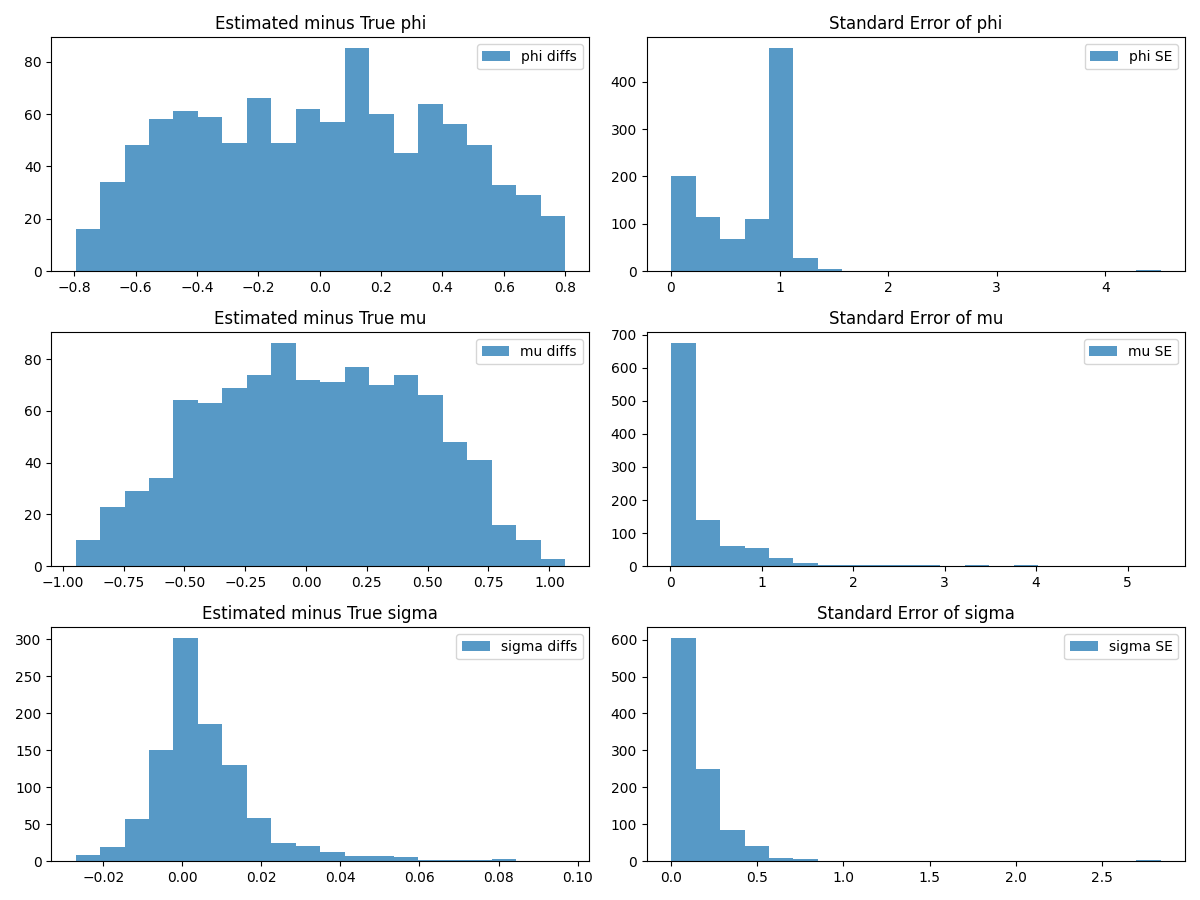 Estimated minus True phi
phi diffs
80
60
40
20
0
−0.8 −0.6 −0.4 −0.2 0.0 0.2 0.4 0.6 0.8
Standard Error of phi
phi SE
400
300
200
100
0
0 1 2 3 4
Estimated minus True mu
mu diffs
80
60
40
20
0
−1.00 −0.75 −0.50 −0.25 0.00 0.25 0.50 0.75 1.00
Standard Error of mu
mu SE
700
600
500
400
300
200
100
0
0 1 2 3 4 5
Estimated minus True sigma
sigma diffs
300
250
200
150
100
50
0
−0.02 0.00 0.02 0.04 0.06 0.08 0.10
Standard Error of sigma
sigma SE
600
500
400
300
200
100
0
0.0 0.5 1.0 1.5 2.0 2.5